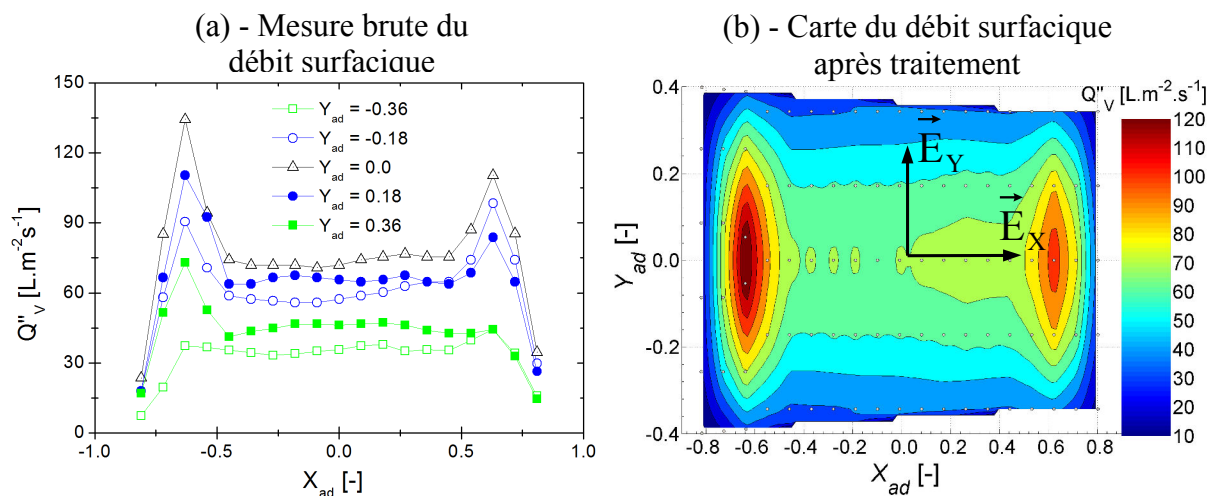 (a) - Mesure brute du
débit surfacique
150
120
90
60
30
0
-1.0 -0.5 0.0 0.5 1.0
Q''V [L.m-2s-1]
Xad [-]
Yad = -0.36
Yad = -0.18
Yad = 0.0
Yad = 0.18
Yad = 0.36
(b) - Carte du débit surfacique
après traitement
Q''V [L.m-2.s-1]
0.4
0.2
0.0
-0.2
-0.4
-0.8 -0.6 -0.4 -0.2 0.0 0.2 0.4 0.6 0.8
Yad [-]
Xad [-]
EY
EX
120
110
100
90
80
70
60
50
40
30
20
10